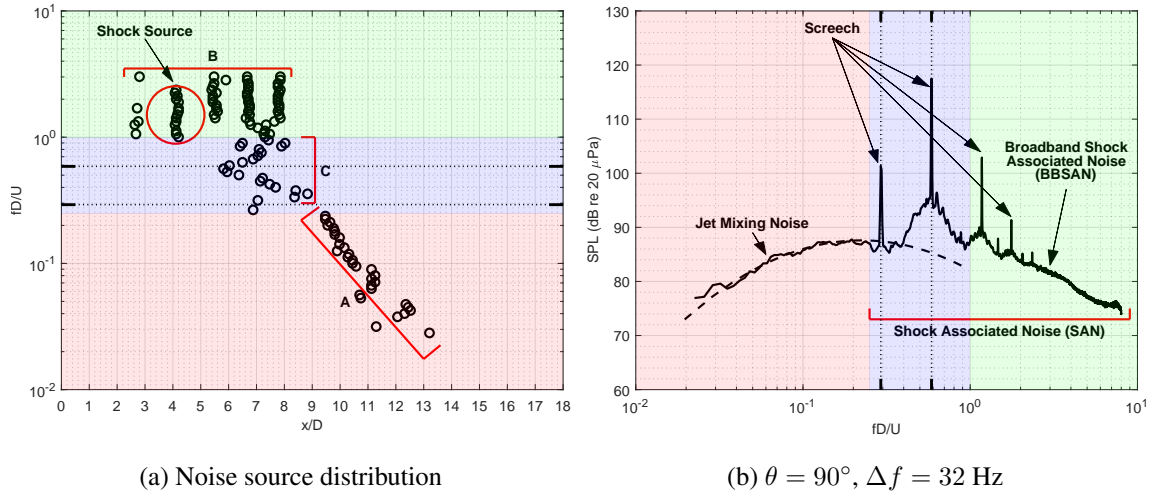 Shock Source
B
C
A
10^1
10^0
10^-1
10^-2
fD/U
0 1 2 3 4 5 6 7 8 9 10 11 12 13 14 15 16 17 18
x/D
(a) Noise source distribution
Screech
Broadband Shock
Associated Noise
(BBSAN)
Jet Mixing Noise
Shock Associated Noise (SAN)
130
120
110
100
90
80
70
60
SPL (dB re 20 μPa)
10^-2 10^-1 10^0 10^1
fD/U
(b) θ = 90°, Δf = 32 Hz